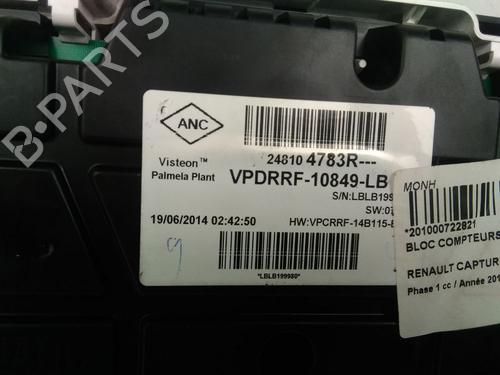 B-PARTS
ANC
Visteon™
Palmela Plant
24810 4783R---
VPDRRF-10849-LB
S/N:LBLB199
SW:07
19/06/2014 02:42:50
HW:VPCRRF-14B115-
*LBLB199980*
MONH
*201000722821
BLOC COMPTEURS
RENAULT CAPTUR
Phase 1 cc / Année 201